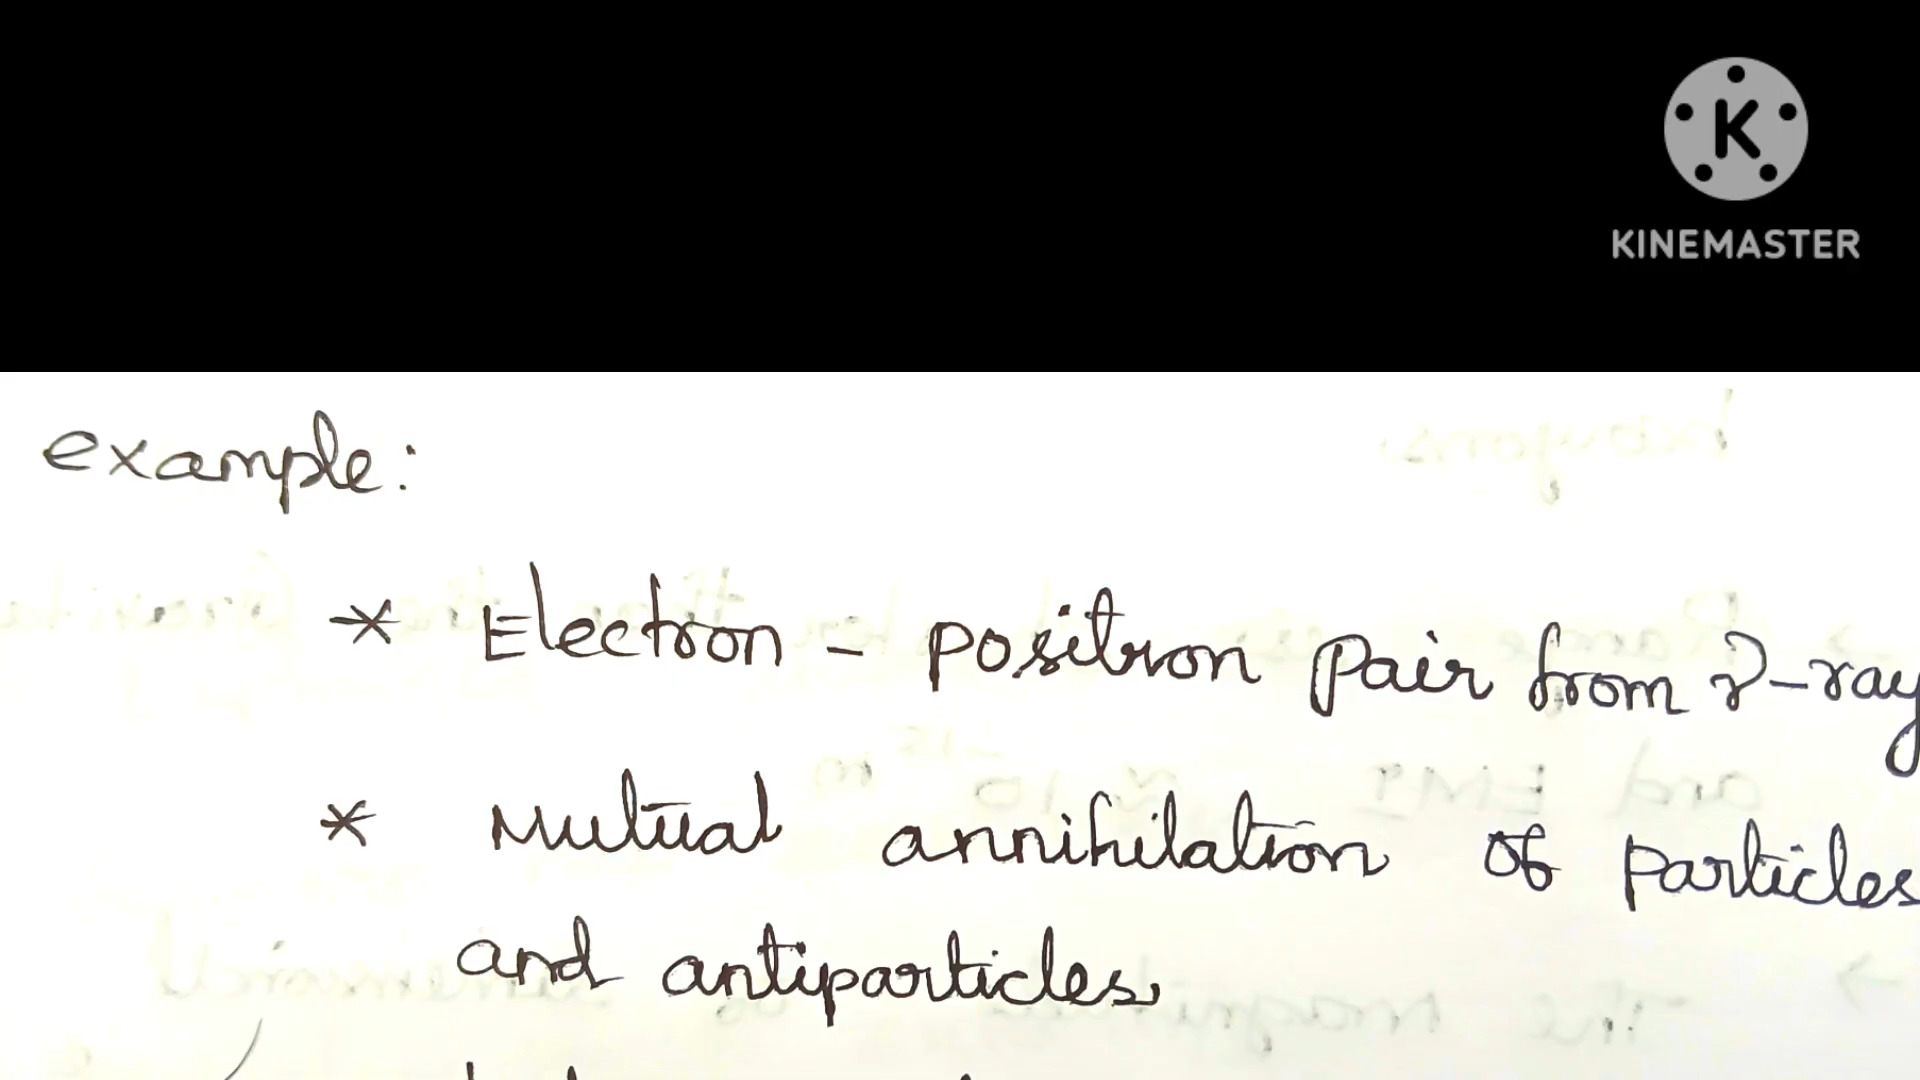 KINEMASTER
example:
* Electron - positron pair from γ-ray
* Mutual annihilation of particles
and antiparticles.